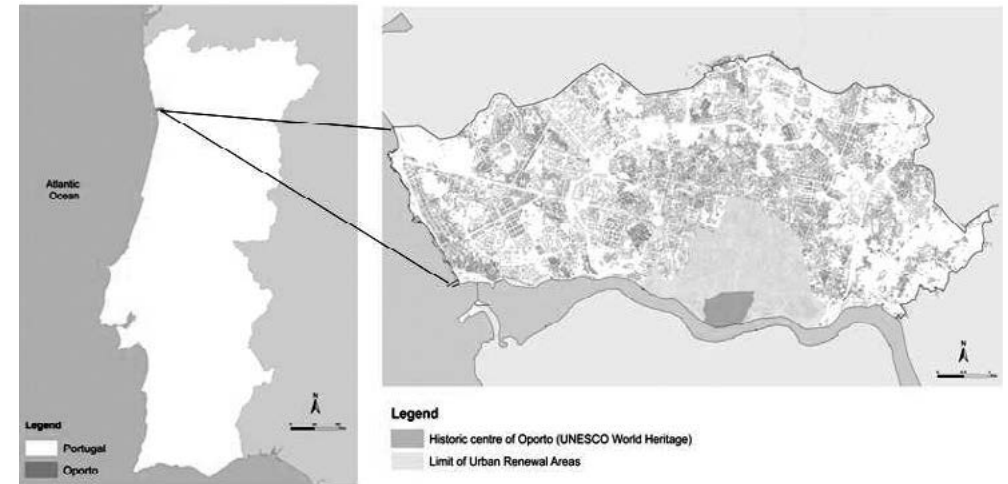 Atlantic
Ocean
N
Legend
Portugal
Oporto
N
Legend
Historic centre of Oporto (UNESCO World Heritage)
Limit of Urban Renewal Areas